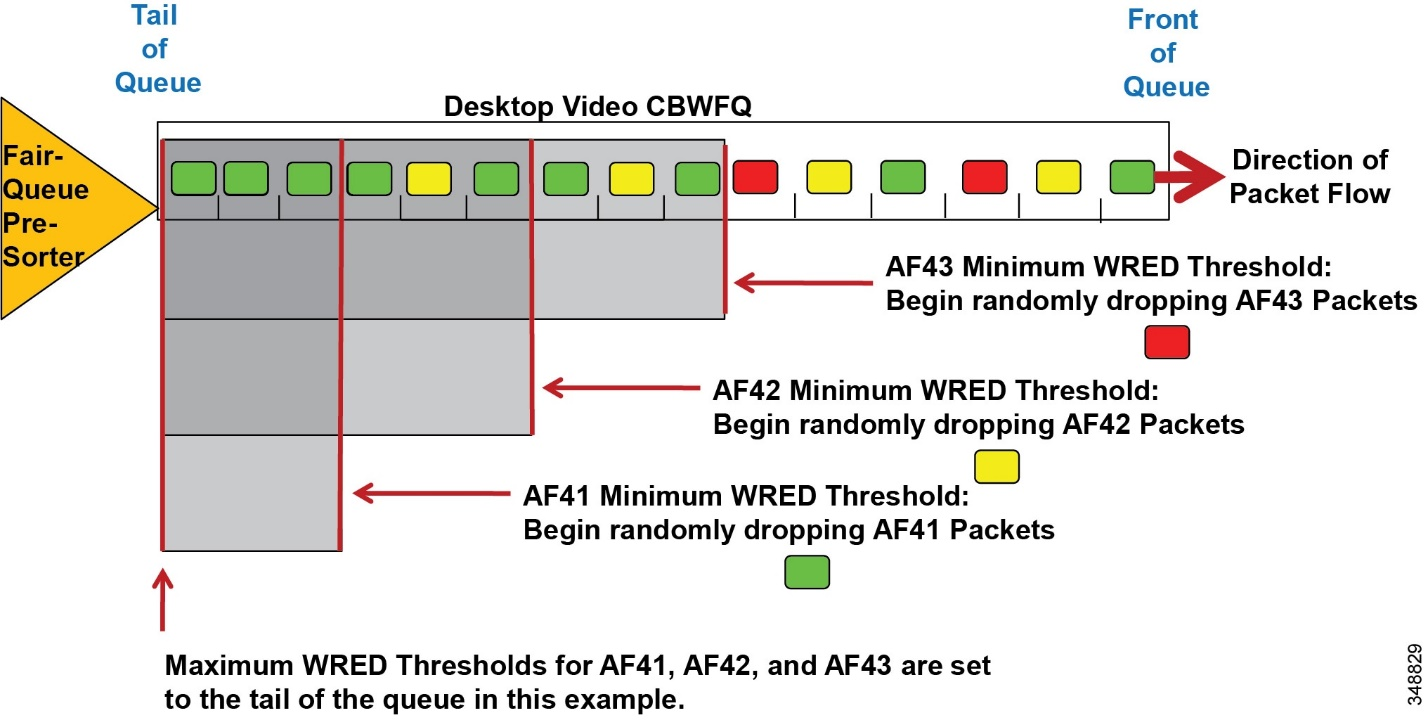 Tail
of
Queue
Front
of
Queue
Desktop Video CBWFQ
Fair-
Queue
Pre-
Sorter
Direction of
Packet Flow
AF43 Minimum WRED Threshold:
Begin randomly dropping AF43 Packets
AF42 Minimum WRED Threshold:
Begin randomly dropping AF42 Packets
AF41 Minimum WRED Threshold:
Begin randomly dropping AF41 Packets
Maximum WRED Thresholds for AF41, AF42, and AF43 are set
to the tail of the queue in this example.
348829